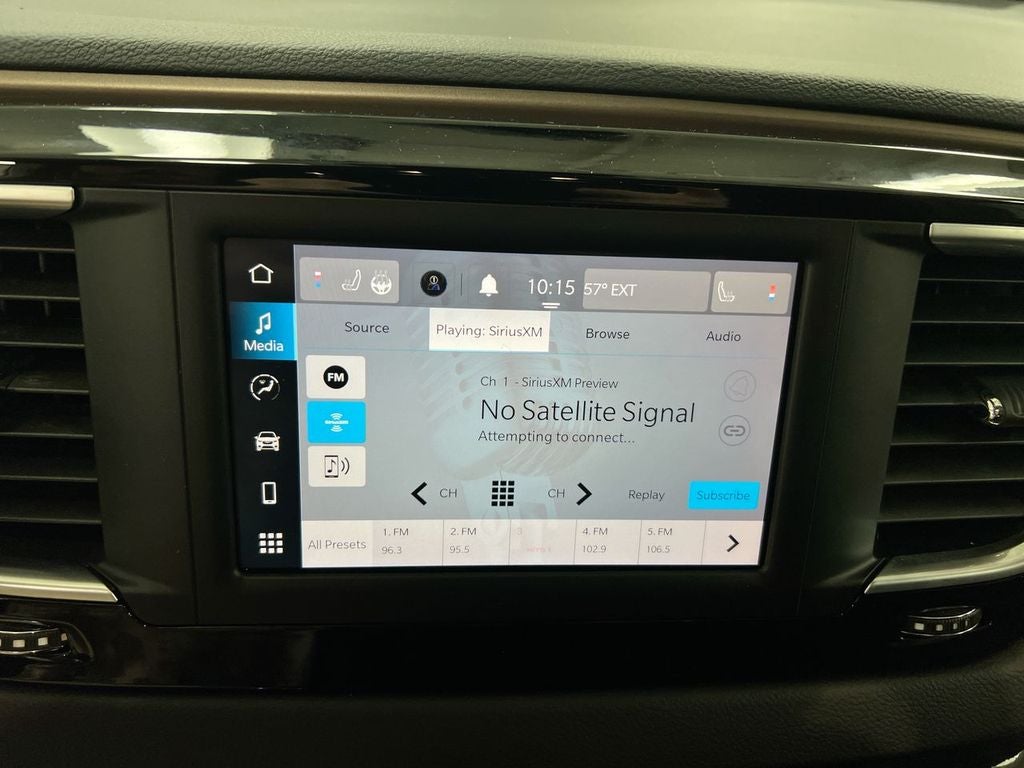 10:15 57° EXT
Media
Source Playing: SiriusXM Browse Audio
FM
Ch 1 - SiriusXM Preview
No Satellite Signal
Attempting to connect...
SiriusXM
CH CH Replay Subscribe
All Presets
1. FM 2. FM 3 4. FM 5. FM
96.3 95.5 102.9 106.5